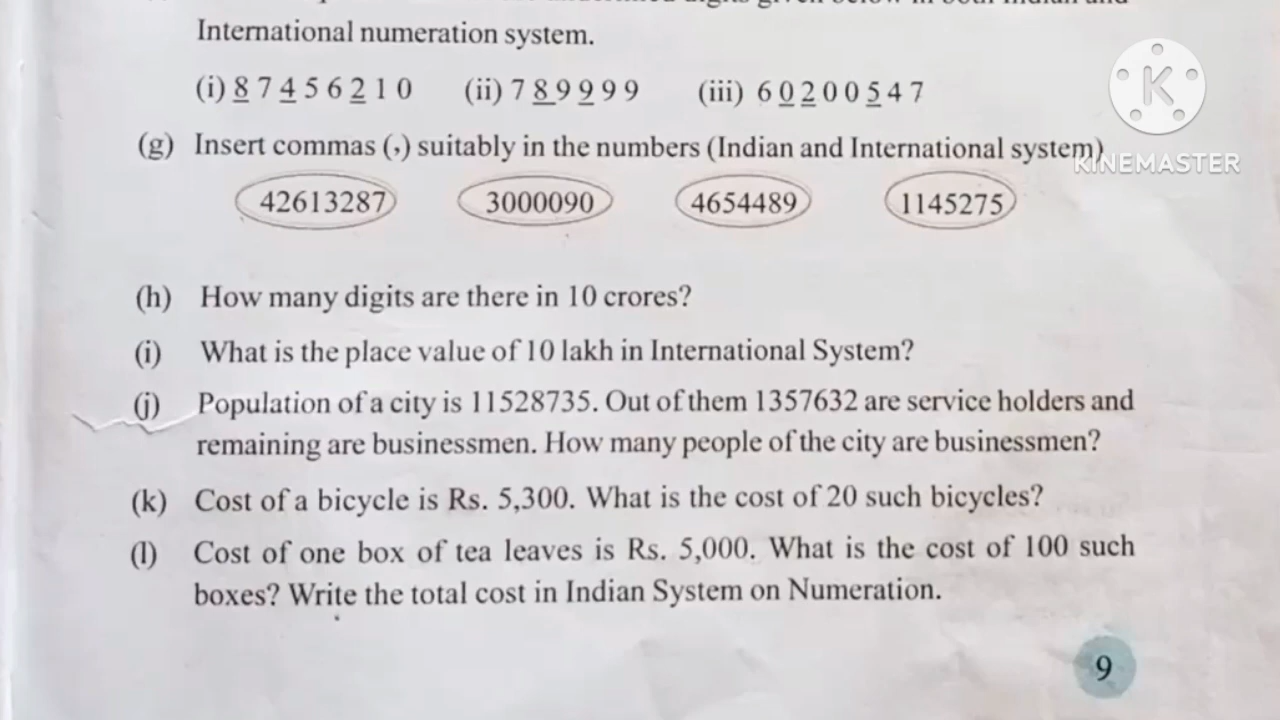 International numeration system.
(i) 8 7 4 5 6 2 1 0 (ii) 7 8 9 9 9 9 (iii) 6 0 2 0 0 5 4 7
(g) Insert commas (,) suitably in the numbers (Indian and International system)
K
KINEMASTER
42613287 3000090 4654489 1145275
(h) How many digits are there in 10 crores?
(i) What is the place value of 10 lakh in International System?
(j) Population of a city is 11528735. Out of them 1357632 are service holders and
remaining are businessmen. How many people of the city are businessmen?
(k) Cost of a bicycle is Rs. 5,300. What is the cost of 20 such bicycles?
(l) Cost of one box of tea leaves is Rs. 5,000. What is the cost of 100 such
boxes? Write the total cost in Indian System on Numeration.
9